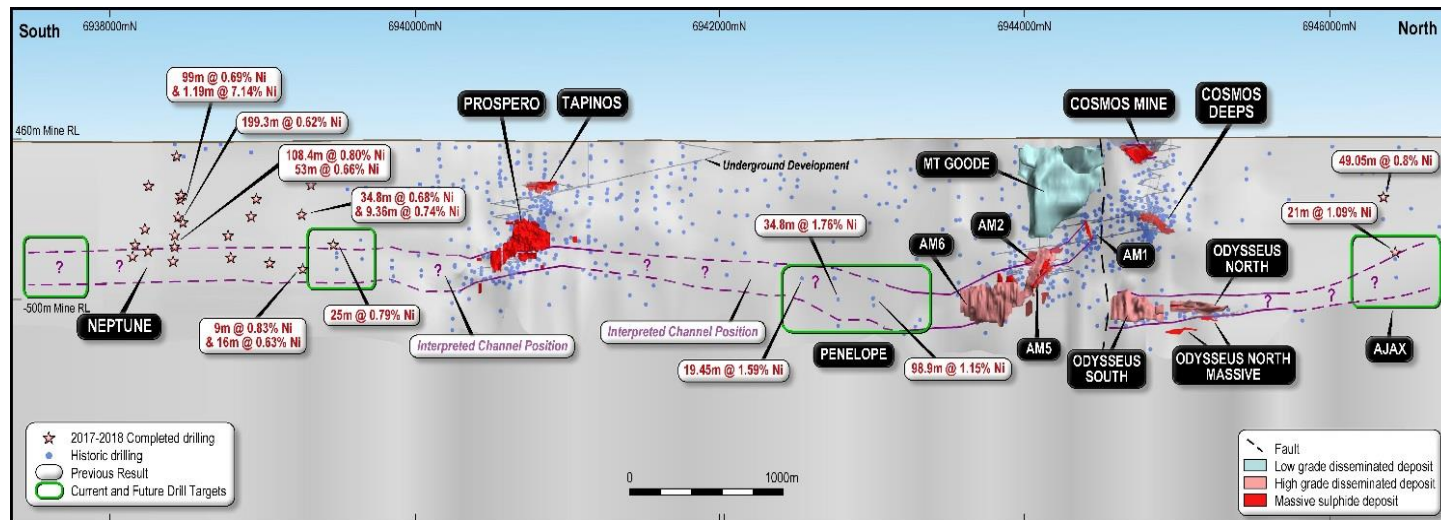 6938000mN
6940000mN
6942000mN
6944000mN
6946000mN
South
North
99m @ 0.69% Ni
& 1.19m @ 7.14% Ni
199.3m @ 0.62% Ni
108.4m @ 0.80% Ni
53m @ 0.66% Ni
34.8m @ 0.68% Ni
& 9.36m @ 0.74% Ni
PROSPERO
TAPINOS
COSMOS MINE
COSMOS
DEEPS
460m Mine RL
Underground Development
MT GOODE
49.05m @ 0.8% Ni
21m @ 1.09% Ni
34.8m @ 1.76% Ni
AM2
AM6
AM1
ODYSSEUS
NORTH
?
?
?
?
?
?
?
?
?
?
-500m Mine RL
NEPTUNE
9m @ 0.83% Ni
& 16m @ 0.63% Ni
25m @ 0.79% Ni
Interpreted Channel Position
Interpreted Channel Position
19.45m @ 1.59% Ni
PENELOPE
98.9m @ 1.15% Ni
AM5
ODYSSEUS
SOUTH
ODYSSEUS NORTH
MASSIVE
AJAX
2017-2018 Completed drilling
Historic drilling
Previous Result
Current and Future Drill Targets
0
1000m
Fault
Low grade disseminated deposit
High grade disseminated deposit
Massive sulphide deposit